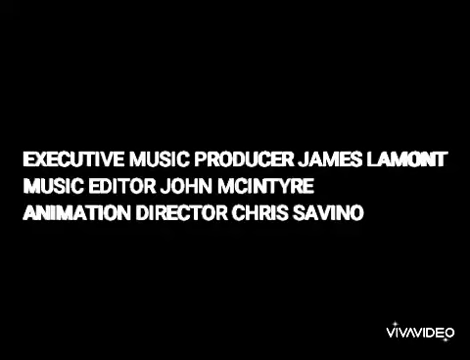 EXECUTIVE MUSIC PRODUCER JAMES LAMONT
MUSIC EDITOR JOHN MCINTYRE
ANIMATION DIRECTOR CHRIS SAVINO
VIVAVIDEO